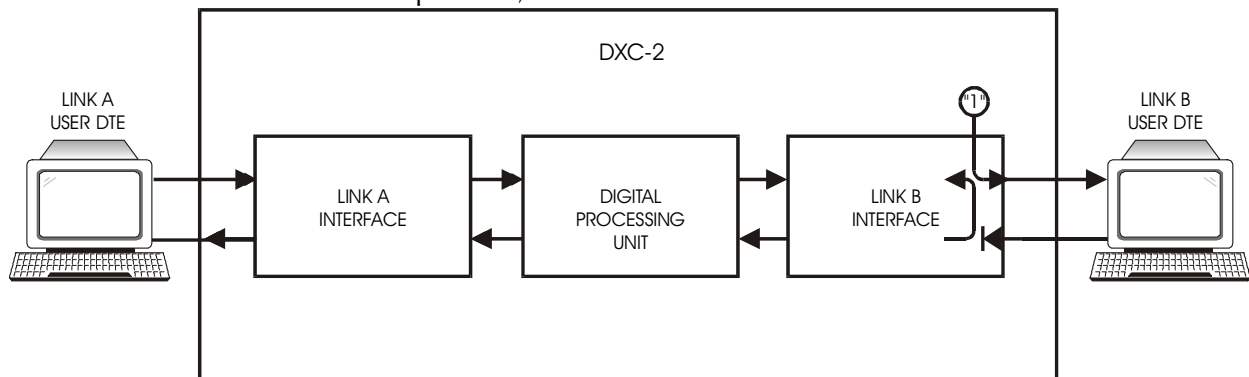 DXC-2
LINK A
USER DTE
"1"
LINK B
USER DTE
LINK A
INTERFACE
DIGITAL
PROCESSING
UNIT
LINK B
INTERFACE